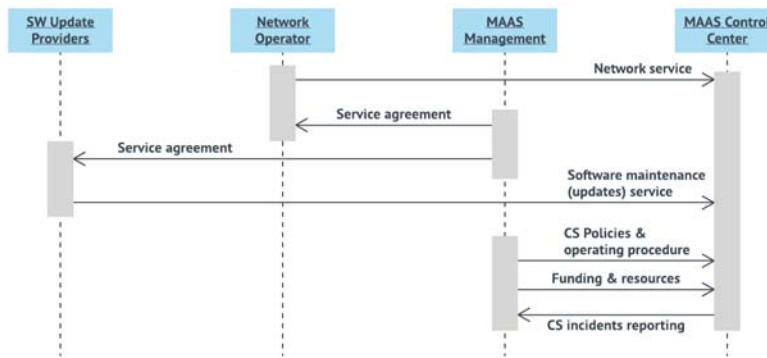 SW Update
Providers
Network
Operator
MAAS
Management
MAAS Control
Center
Network service
Service agreement
Service agreement
Software maintenance
(updates) service
CS Policies &
operating procedure
Funding & resources
CS incidents reporting